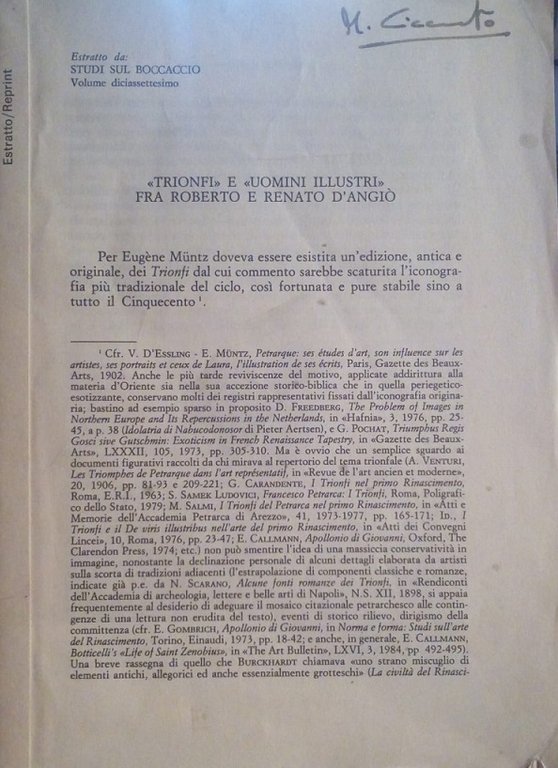 M. Ciccuto
Estratto/Reprint
Estratto da:
STUDI SUL BOCCACCIO
Volume diciassettesimo
«TRIONFI» E «UOMINI ILLUSTRI»
FRA ROBERTO E RENATO D'ANGIÒ
Per Eugène Müntz doveva essere esistita un'edizione, antica e
originale, dei Trionfi dal cui commento sarebbe scaturita l'iconogra-
fia più tradizionale del ciclo, così fortunata e pure stabile sino a
tutto il Cinquecento ¹.
¹ Cfr. V. D'ESSLING - E. MÜNTZ, Petrarque: ses études d'art, son influence sur les
artistes, ses portraits et ceux de Laura, l'illustration de ses écrits, Paris, Gazette des Beaux-
Arts, 1902. Anche le più tarde reviviscenze del motivo, applicate addirittura alla
materia d'Oriente sia nella sua accezione storico-biblica che in quella periegetico-
esotizzante, conservano molti dei registri rappresentativi fissati dall'iconografia origina-
ria; bastino ad esempio sparso in proposito D. FREEDBERG, The Problem of Images in
Northern Europe and Its Repercussions in the Netherlands, in «Hafnia», 3, 1976, pp. 25-
45, a p. 38 (Idolatria di Nabucodonosor di Pieter Aertsen), e G. POCHAT, Triumphus Regis
Gosci sive Gutschmin: Exoticism in French Renaissance Tapestry, in «Gazette des Beaux-
Arts», LXXXII, 105, 1973, pp. 305-310. Ma è ovvio che un semplice sguardo ai
documenti figurativi raccolti da chi mirava al repertorio del tema trionfale (A. VENTURI,
Les Triomphes de Petrarque dans l'art représentatif, in «Revue de l'art ancien et moderne»,
20, 1906, pp. 81-93 e 209-221; G. CARANDENTE, I Trionfi nel primo Rinascimento,
Roma, E.R.I., 1963; S. SAMEK LUDOVICI, Francesco Petrarca: I Trionfi, Roma, Poligrafi-
co dello Stato, 1979; M. SALMI, I Trionfi del Petrarca nel primo Rinascimento, in «Atti e
Memorie dell'Accademia Petrarca di Arezzo», 41, 1973-1977, pp. 165-171; ID., I
Trionfi e il De viri illustribus nell'arte del primo Rinascimento, in «Atti dei Convegni
Lincei», 10, Roma, 1976, pp. 23-47; E. CALLMANN, Apollonio di Giovanni, Oxford, The
Clarendon Press, 1974; etc.) non può smentire l'idea di una massiccia conservatività in
immagine, nonostante la declinazione personale di alcuni dettagli elaborata da artisti
sulla scorta di tradizioni adiacenti (l'estrapolazione di componenti classiche e romanze,
indicate già p.e. da N. SCARANO, Alcune fonti romanze dei Trionfi, in «Rendiconti
dell'Accademia di archeologia, lettere e belle arti di Napoli», N.S. XII, 1898, si appaia
frequentemente al desiderio di adeguare il mosaico citazionale petrarchesco alle contin-
genze di una lettura non erudita del testo), eventi di storico rilievo, dirigismo della
committenza (cfr. E. GOMBRICH, Apollonio di Giovanni, in Norma e forma: Studi sull'arte
del Rinascimento, Torino, Einaudi, 1973, pp. 18-42; e anche, in generale, E. CALLMANN,
Botticelli's «Life of Saint Zenobius», in «The Art Bulletin», LXVI, 3, 1984, pp 492-495).
Una breve rassegna di quello che BURCKHARDT chiamava «uno strano miscuglio di
elementi antichi, allegorici ed anche essenzialmente grotteschi» (La civiltà del Rinasci-